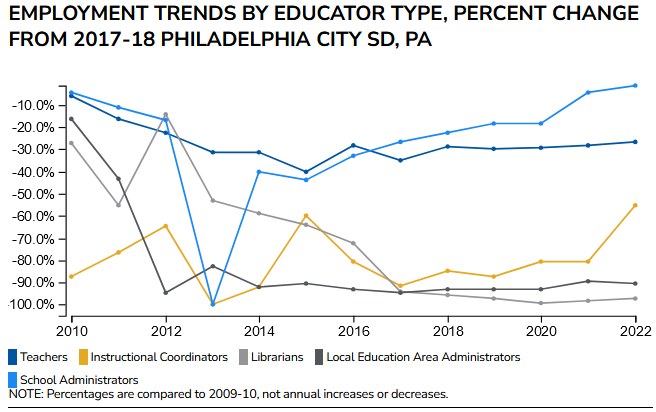 EMPLOYMENT TRENDS BY EDUCATOR TYPE, PERCENT CHANGE
FROM 2017-18 PHILADELPHIA CITY SD, PA
-10.0%
-20.0%
-30.0%
-40.0%
-50.0%
-60.0%
-70.0%
-80.0%
-90.0%
100.0%
2010 2012 2014 2016 2018 2020 2022
Teachers Instructional Coordinators Librarians Local Education Area Administrators
School Administrators
NOTE: Percentages are compared to 2009-10, not annual increases or decreases.